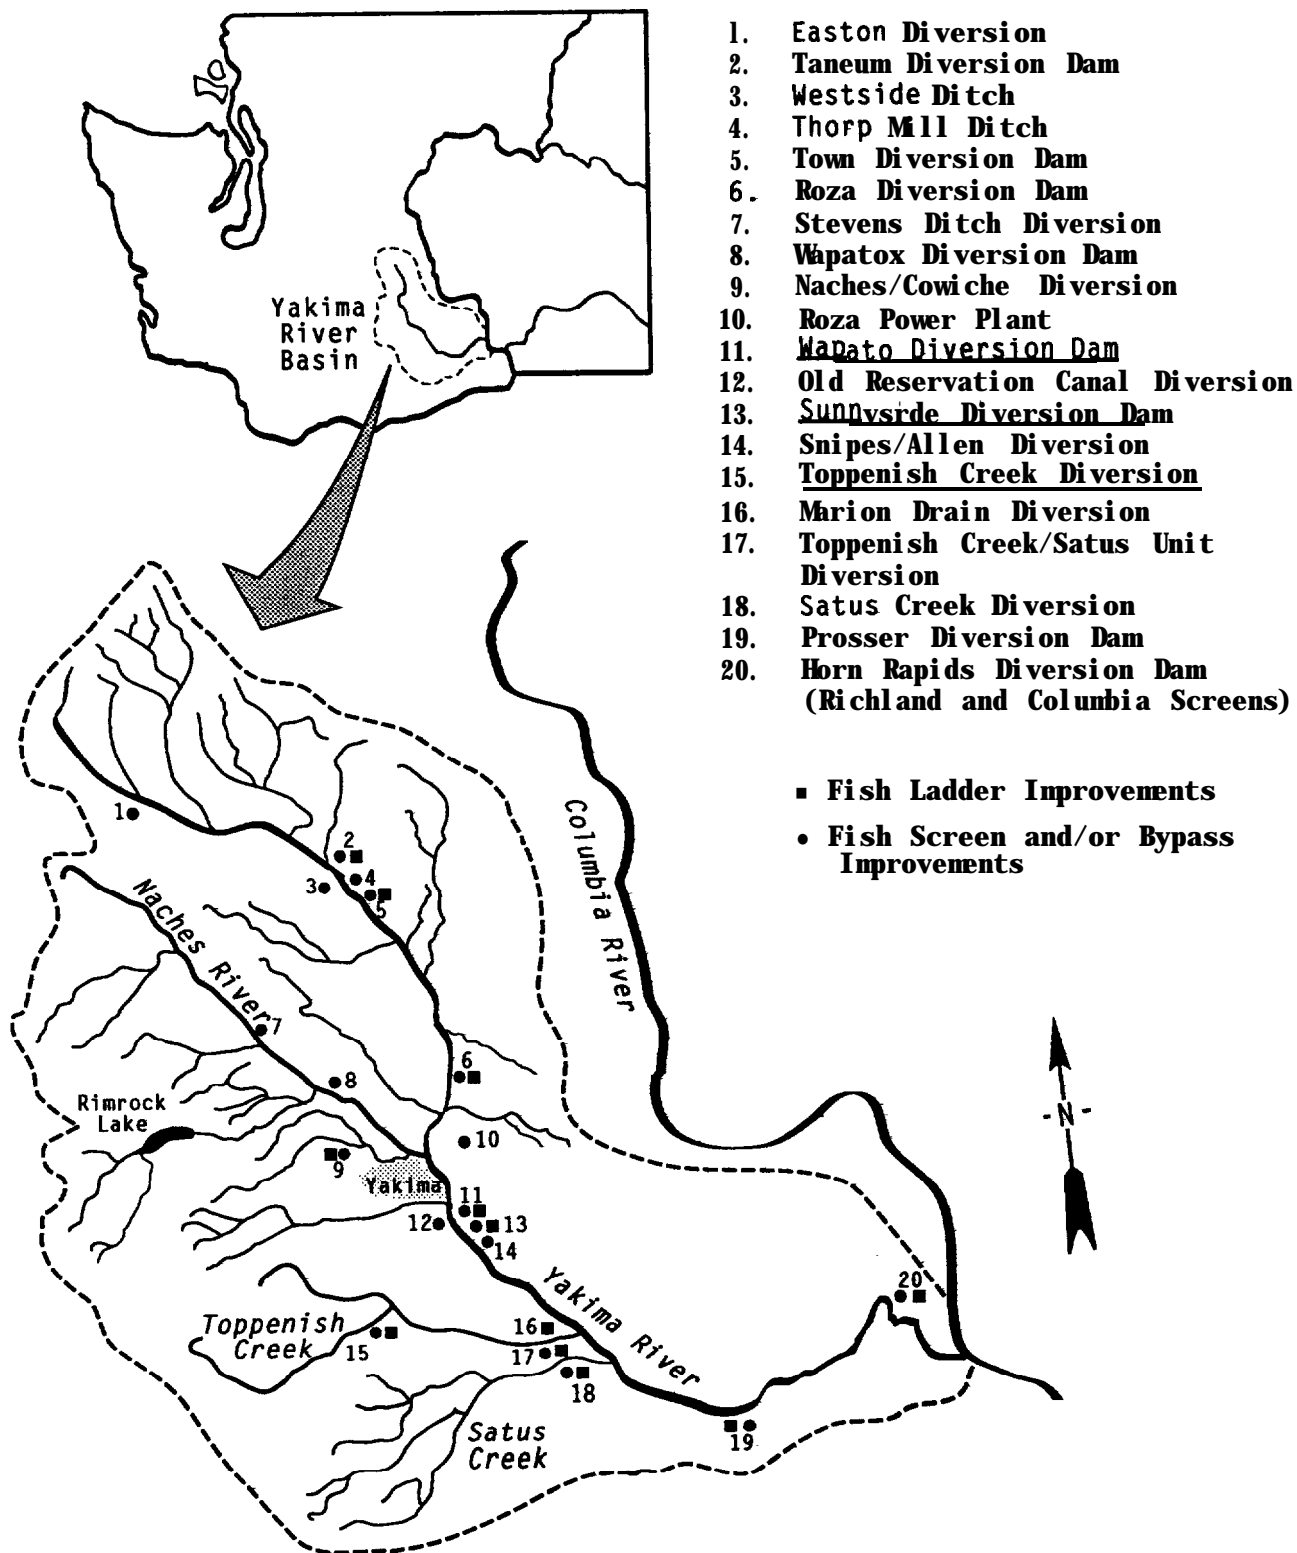 1. Easton Diversion
2. Taneum Diversion Dam
3. Westside Ditch
4. Thorp Mill Ditch
5. Town Diversion Dam
6. Roza Diversion Dam
7. Stevens Ditch Diversion
8. Wapatox Diversion Dam
9. Naches/Cowiche Diversion
10. Roza Power Plant
11. Wapato Diversion Dam
12. Old Reservation Canal Diversion
13. Sunnysrde Diversion Dam
14. Snipes/Allen Diversion
15. Toppenish Creek Diversion
16. Marion Drain Diversion
17. Toppenish Creek/Satus Unit
Diversion
18. Satus Creek Diversion
19. Prosser Diversion Dam
20. Horn Rapids Diversion Dam
(Richland and Columbia Screens)
■ Fish Ladder Improvements
● Fish Screen and/or Bypass
Improvements
Yakima
River
Basin
Columbia River
1
2
3
4
5
Naches River
7
6
8
Rimrock
Lake
10
9
Yakima
11
12
13
14
N
Yakima River
20
Toppenish
Creek
15
16
17
18
Satus
Creek
19